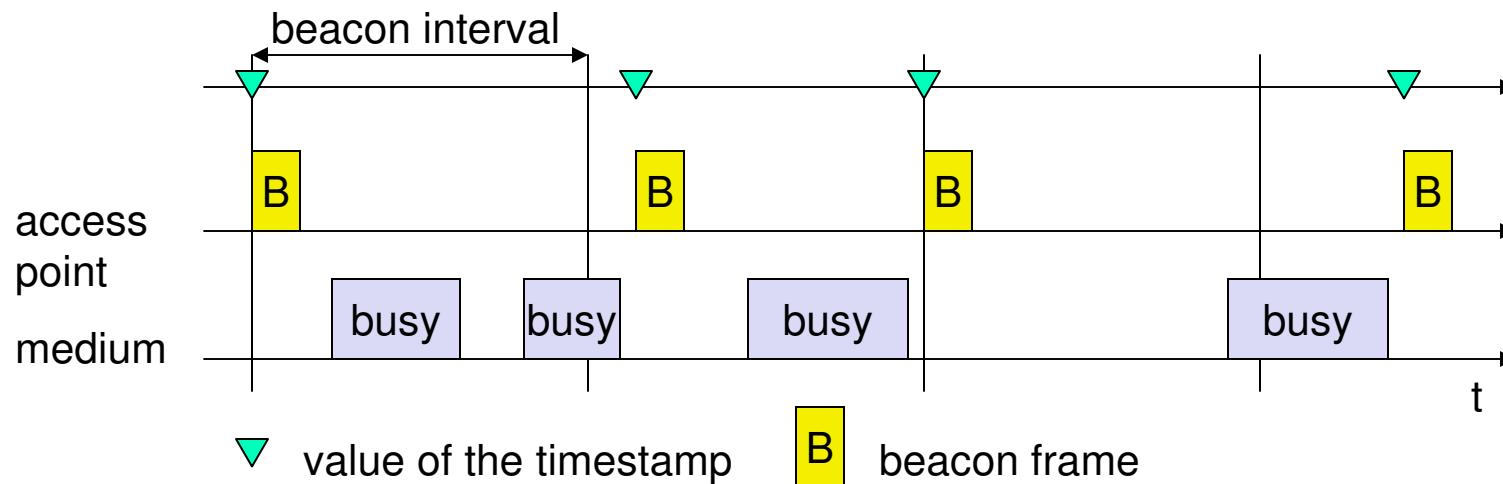 beacon interval
B B B B
access
point
busy busy busy busy
medium
t
value of the timestamp B beacon frame